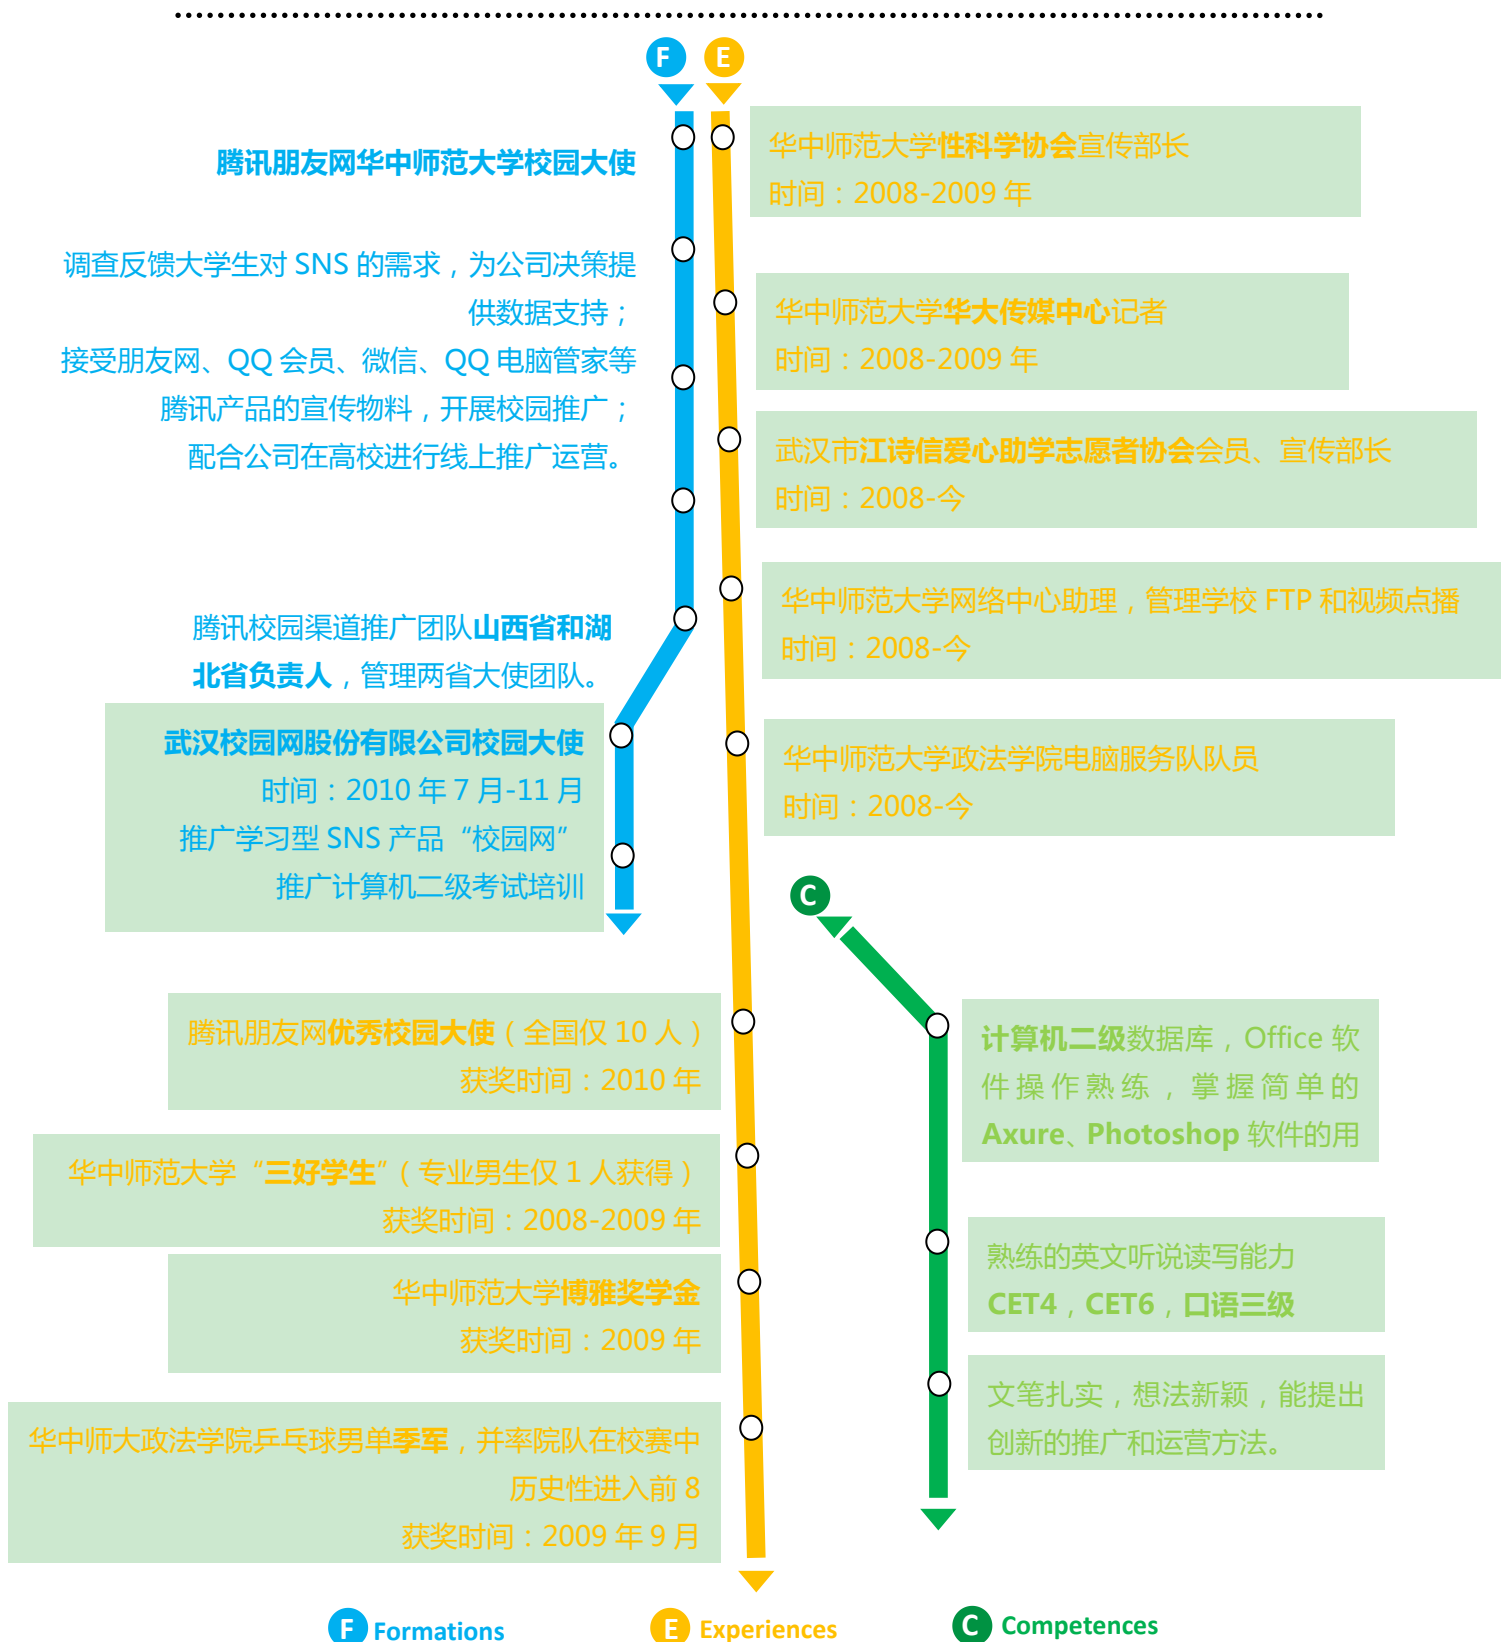 F E
腾讯朋友网华中师范大学校园大使
调查反馈大学生对 SNS 的需求，为公司决策提
供数据支持；
接受朋友网、QQ 会员、微信、QQ 电脑管家等
腾讯产品的宣传物料，开展校园推广；
配合公司在高校进行线上推广运营。
腾讯校园渠道推广团队山西省和湖
北省负责人，管理两省大使团队。
武汉校园网股份有限公司校园大使
时间：2010 年 7 月-11 月
推广学习型 SNS 产品“校园网”
推广计算机二级考试培训
华中师范大学性科学协会宣传部长
时间：2008-2009 年
华中师范大学华大传媒中心记者
时间：2008-2009 年
武汉市江诗信爱心助学志愿者协会会员、宣传部长
时间：2008-今
华中师范大学网络中心助理，管理学校 FTP 和视频点播
时间：2008-今
华中师范大学政法学院电脑服务队队员
时间：2008-今
腾讯朋友网优秀校园大使（全国仅 10 人）
获奖时间：2010 年
华中师范大学“三好学生”（专业男生仅 1 人获得）
获奖时间：2008-2009 年
华中师范大学博雅奖学金
获奖时间：2009 年
华中师大政法学院乒乓球男单季军，并率院队在校赛中
历史性进入前 8
获奖时间：2009 年 9 月
C
计算机二级数据库，Office 软
件操作熟练，掌握简单的
Axure、Photoshop 软件的用
熟练的英文听说读写能力
CET4，CET6，口语三级
文笔扎实，想法新颖，能提出
创新的推广和运营方法。
F Formations
E Experiences
C Competences